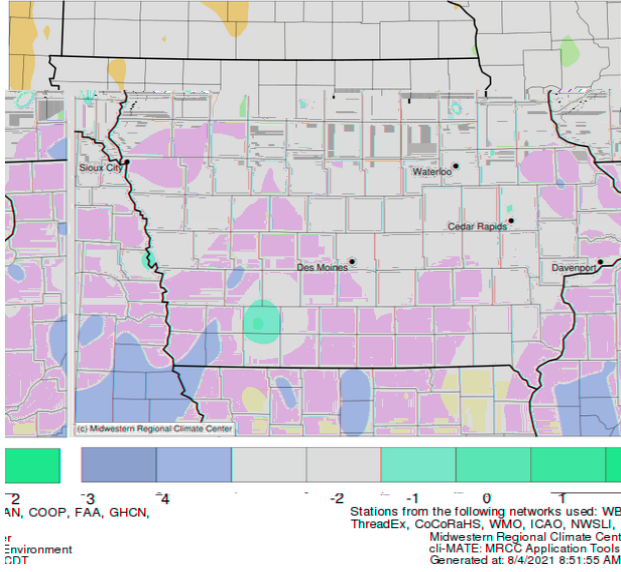 Sioux City
Waterloo
Cedar Rapids
Des Moines
Davenport
(c) Midwestern Regional Climate Center
2 -3 -4 -2 -1 0 1
AN, COOP, FAA, GHCN,
Stations from the following networks used: WB
ThreadEx, CoCoRaHS, WMO, ICAO, NWSLI,
er
Midwestern Regional Climate Cent
Environment
cli-MATE: MRCC Application Tools
CDT
Generated at: 8/4/2021 8:51:55 AM